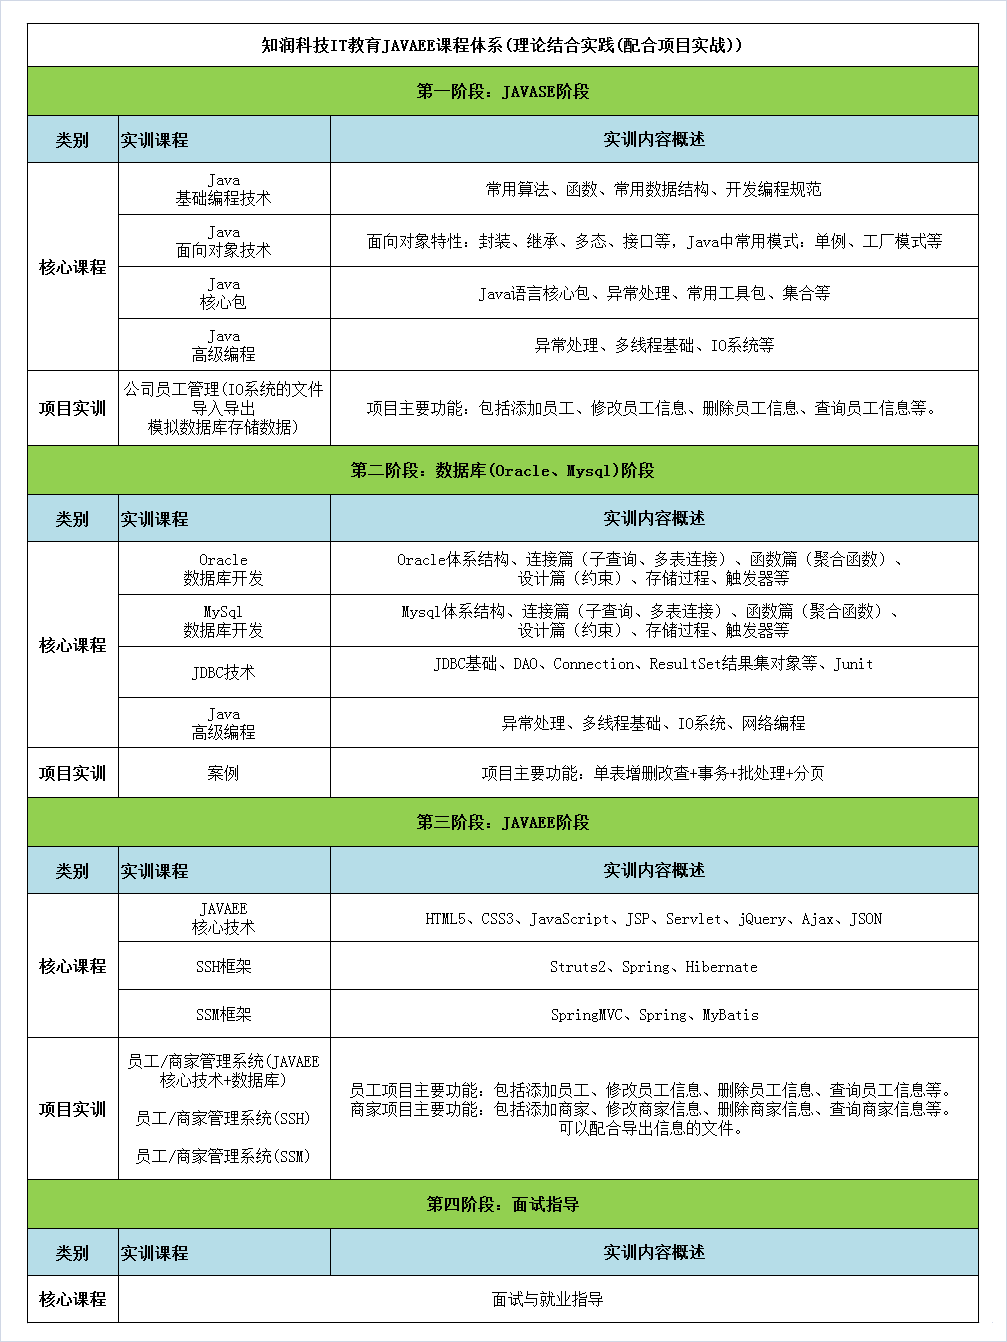 知润科技IT教育JAVAEE课程体系(理论结合实践(配合项目实战))
第一阶段：JAVASE阶段
类别 实训课程 实训内容概述
核心课程
Java
基础编程技术
常用算法、函数、常用数据结构、开发编程规范
Java
面向对象技术
面向对象特性：封装、继承、多态、接口等，Java中常用模式：单例、工厂模式等
Java
核心包
Java语言核心包、异常处理、常用工具包、集合等
Java
高级编程
异常处理、多线程基础、IO系统等
项目实训
公司员工管理(IO系统的文件
导入导出
模拟数据库存储数据)
项目主要功能：包括添加员工、修改员工信息、删除员工信息、查询员工信息等。
第二阶段：数据库(Oracle、Mysql)阶段
类别 实训课程 实训内容概述
核心课程
Oracle
数据库开发
Oracle体系结构、连接篇（子查询、多表连接）、函数篇（聚合函数）、
设计篇（约束）、存储过程、触发器等
MySql
数据库开发
Mysql体系结构、连接篇（子查询、多表连接）、函数篇（聚合函数）、
设计篇（约束）、存储过程、触发器等
JDBC技术
JDBC基础、DAO、Connection、ResultSet结果集对象等、Junit
Java
高级编程
异常处理、多线程基础、IO系统、网络编程
项目实训
案例
项目主要功能：单表增删改查+事务+批处理+分页
第三阶段：JAVAEE阶段
类别 实训课程 实训内容概述
核心课程
JAVAEE
核心技术
HTML5、CSS3、JavaScript、JSP、Servlet、jQuery、Ajax、JSON
SSH框架
Struts2、Spring、Hibernate
SSM框架
SpringMVC、Spring、MyBatis
项目实训
员工/商家管理系统(JAVAEE
核心技术+数据库)
员工/商家管理系统(SSH)
员工/商家管理系统(SSM)
员工项目主要功能：包括添加员工、修改员工信息、删除员工信息、查询员工信息等。
商家项目主要功能：包括添加商家、修改商家信息、删除商家信息、查询商家信息等。
可以配合导出信息的文件。
第四阶段：面试指导
类别 实训课程 实训内容概述
核心课程
面试与就业指导